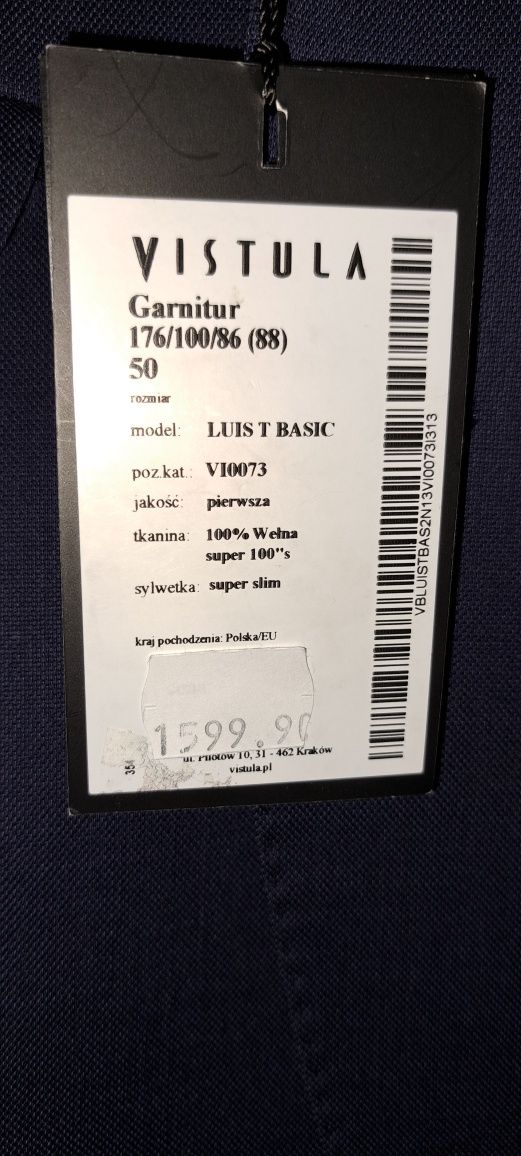 VISTULA
Garnitur
176/100/86 (88)
50
rozmiar
model: LUIS T BASIC
poz.kat.: VI0073
jakość: pierwsza
tkanina: 100% Wełna
super 100"s
sylwetka: super slim
kraj pochodzenia: Polska/EU
1599.90
ul. Pilotów 10, 31 - 462 Kraków
vistula.pl
VBLUISTBAS2N13VI0073I313